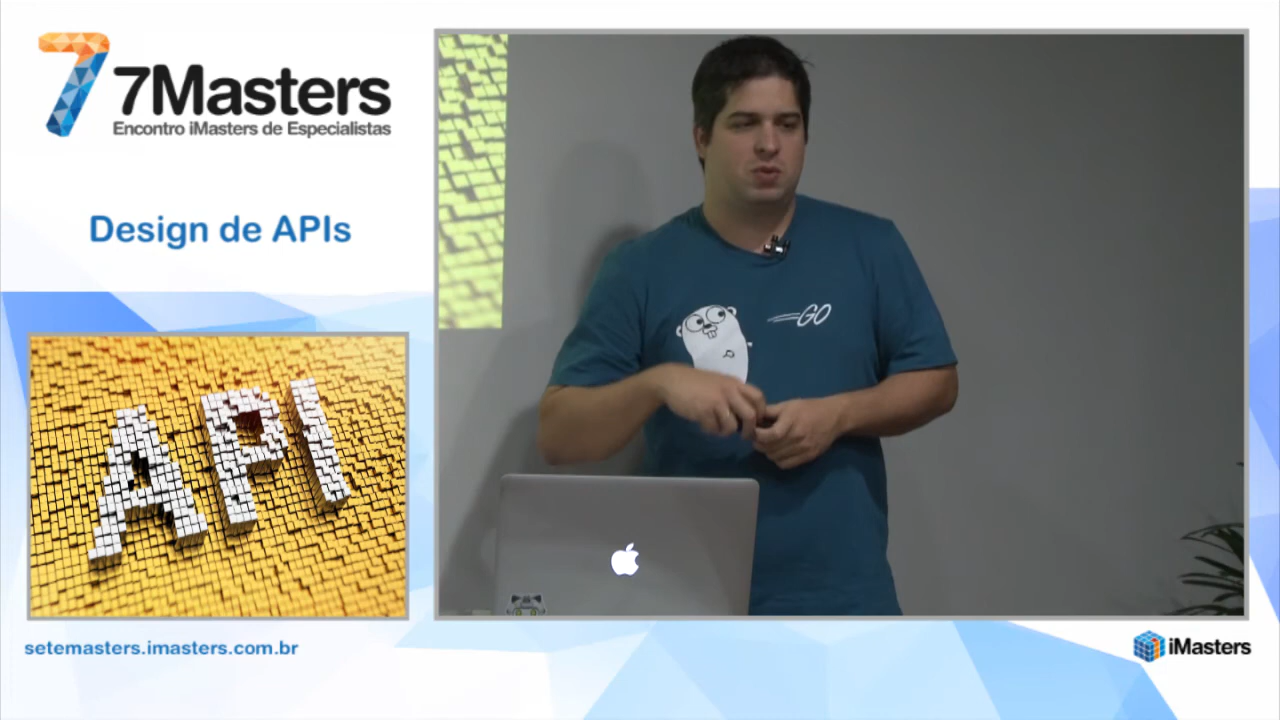 7Masters
Encontro iMasters de Especialistas
Design de APIs
API
GO
setemasters.imasters.com.br
iMasters